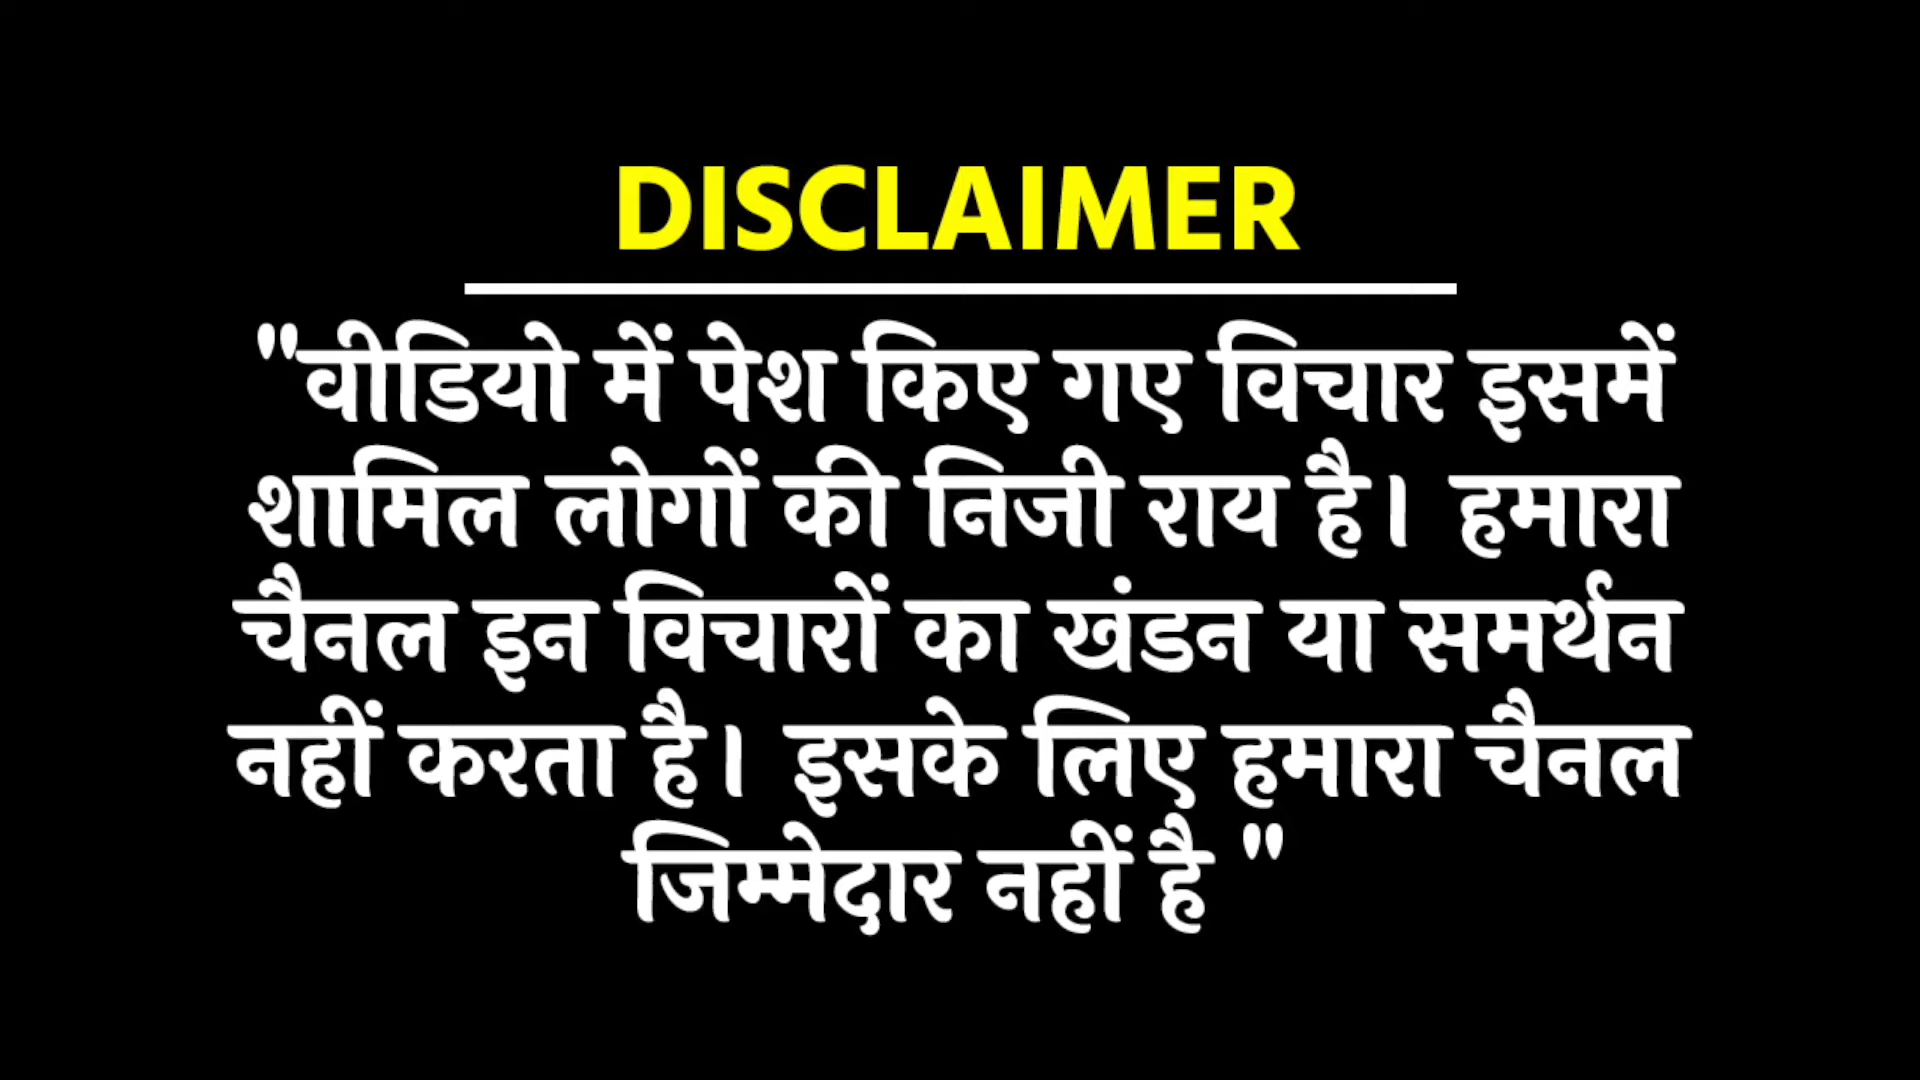 DISCLAIMER
"वीडियो में पेश किए गए विचार इसमें
शामिल लोगों की निजी राय है। हमारा
चैनल इन विचारों का खंडन या समर्थन
नहीं करता है। इसके लिए हमारा चैनल
जिम्मेदार नहीं है "